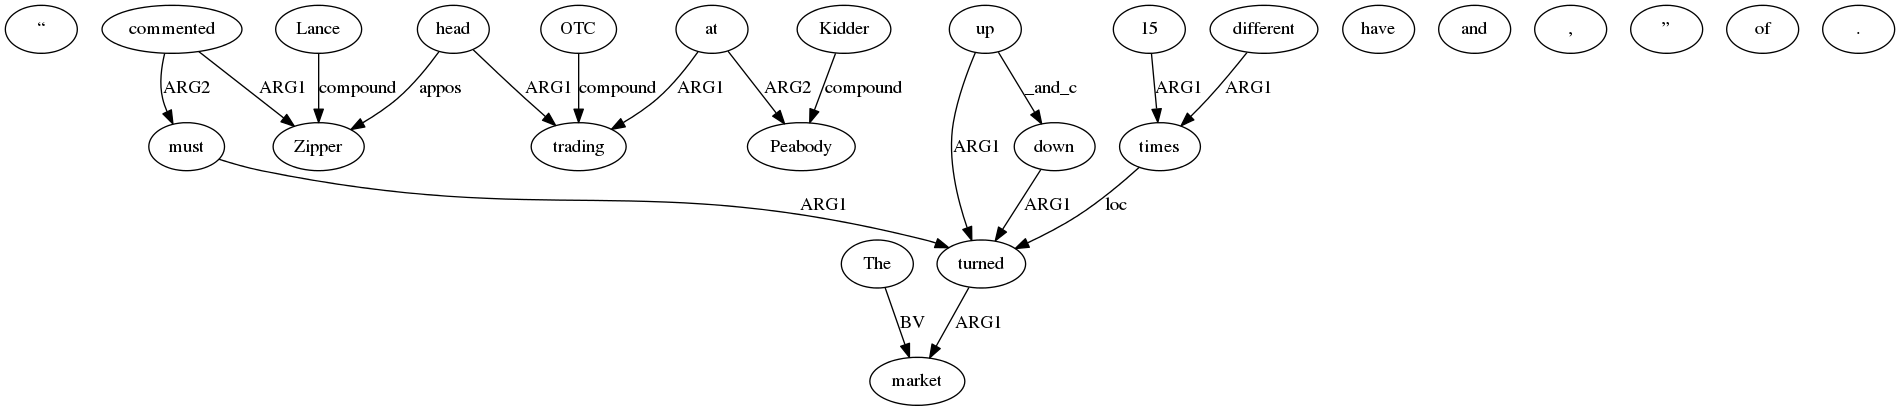 “ commented Lance head OTC at Kidder up 15 different have and , ” of .
ARG2 ARG1 compound appos ARG1 compound ARG1 ARG2 compound ARG1 _and_c ARG1 ARG1
must Zipper trading Peabody down times
ARG1 ARG1 loc
The turned
BV ARG1
market